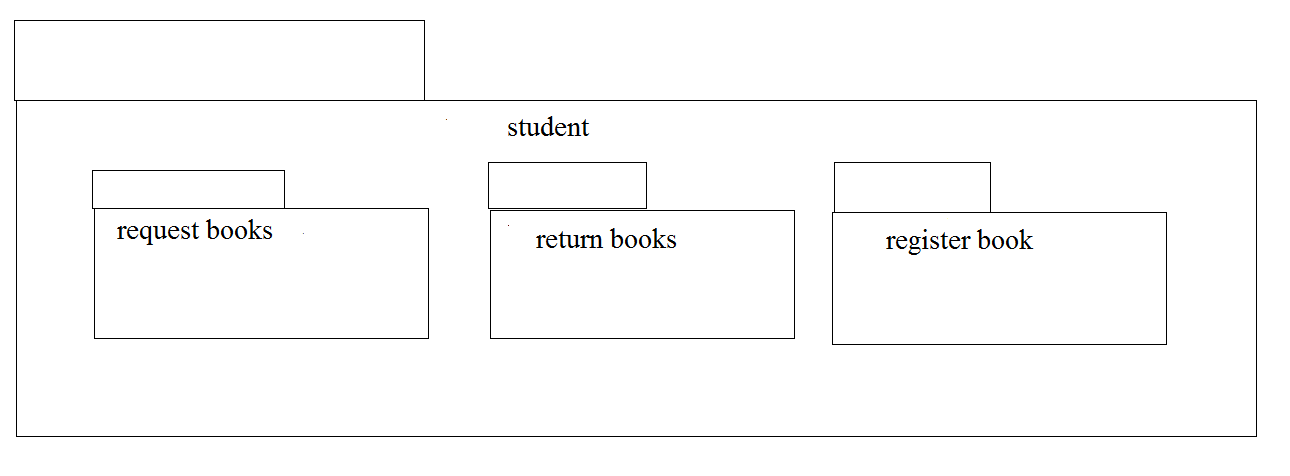 student
request books
return books
register book